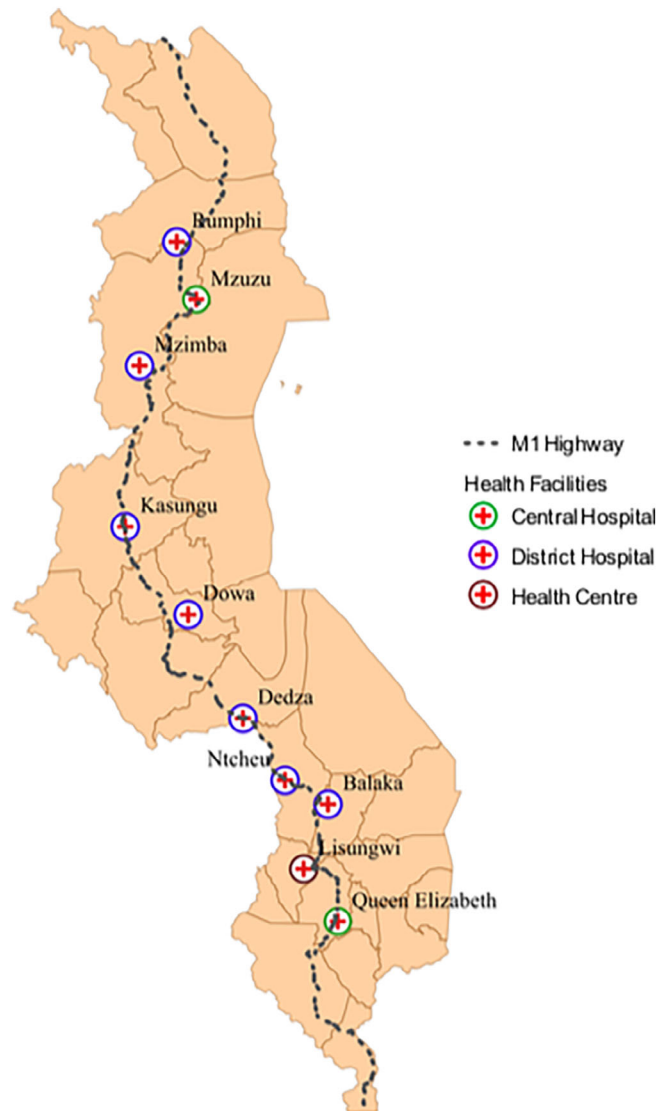 Rumphi
Mzuzu
Mzimba
M1 Highway
Health Facilities
Kasungu
Central Hospital
District Hospital
Dowa
Health Centre
Dedza
Ntcheu
Balaka
Lisungwi
Queen Elizabeth